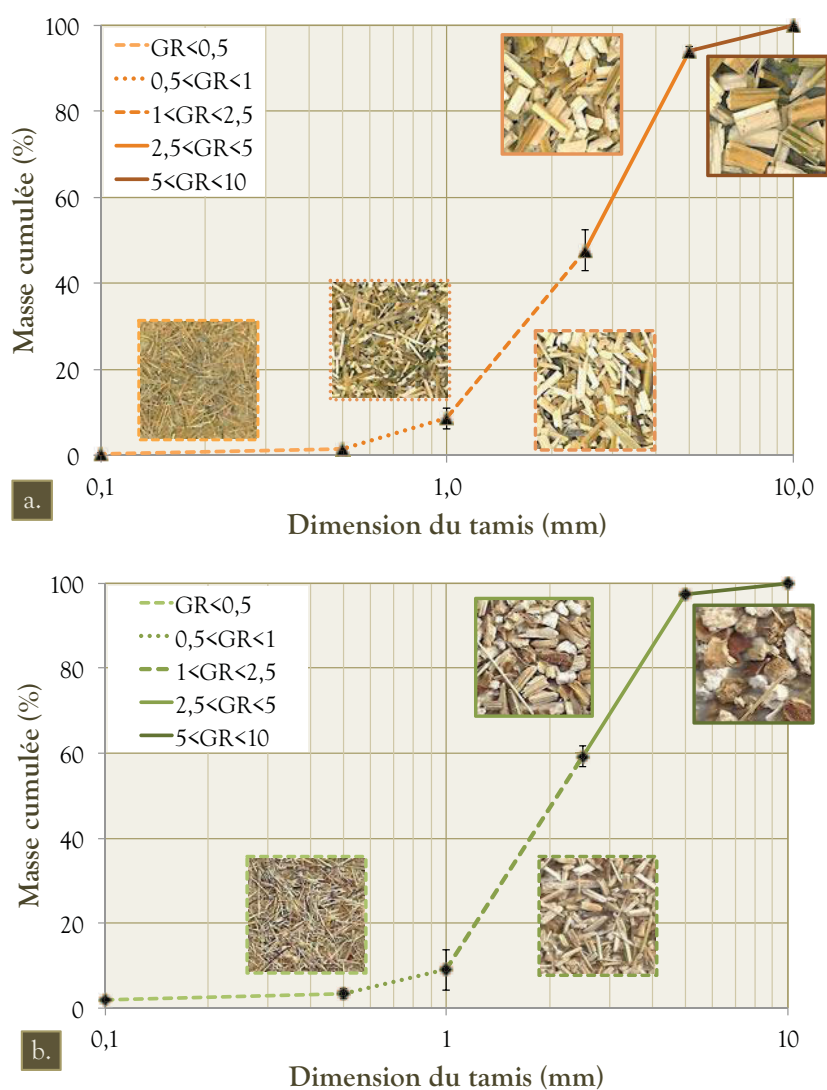 100
80
60
40
20
0
Masse cumulée (%)
GR<0,5
0,5<GR<1
1<GR<2,5
2,5<GR<5
5<GR<10
0,1
1,0
10,0
a.
Dimension du tamis (mm)
100
80
60
40
20
0
Masse cumulée (%)
GR<0,5
0,5<GR<1
1<GR<2,5
2,5<GR<5
5<GR<10
0,1
1
10
b.
Dimension du tamis (mm)